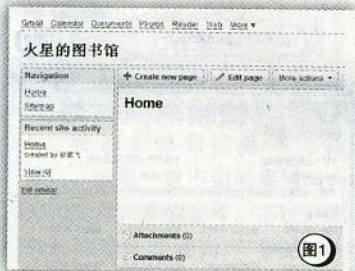 Gmail Calendar Documents Photos Reader Web More ▼
火星的图书馆
Navigation
Home
Sitemap
Recent site activity
Home
created by
View All
Edit sidebar
Create new page
Edit page
More actions
Home
Attachments (0)
Comments (0)
图1